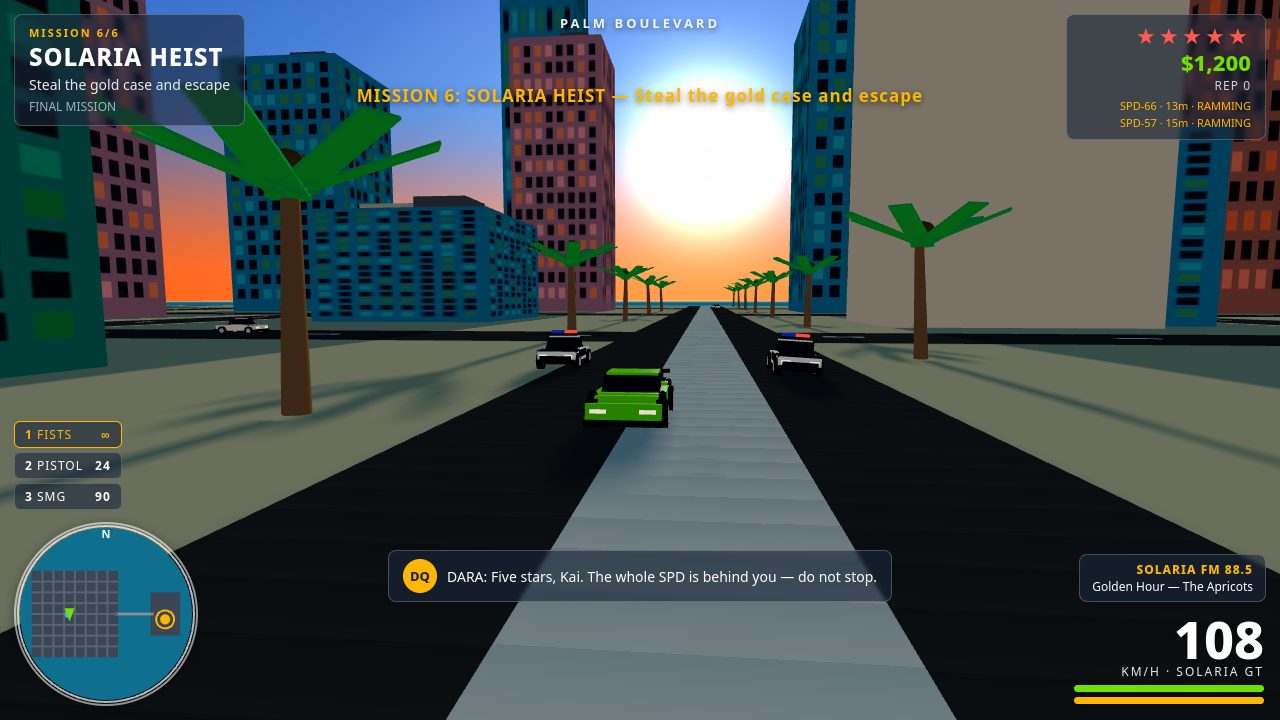 MISSION 6/6
SOLARIA HEIST
Steal the gold case and escape
FINAL MISSION
PALM BOULEVARD
MISSION 6: SOLARIA HEIST — Steal the gold case and escape
★★★★★
$1,200
REP 0
SPD-66 · 13m · RAMMING
SPD-57 · 15m · RAMMING
1 FISTS ∞
2 PISTOL 24
3 SMG 90
N
DQ
DARA: Five stars, Kai. The whole SPD is behind you — do not stop.
SOLARIA FM 88.5
Golden Hour — The Apricots
108
KM/H · SOLARIA GT